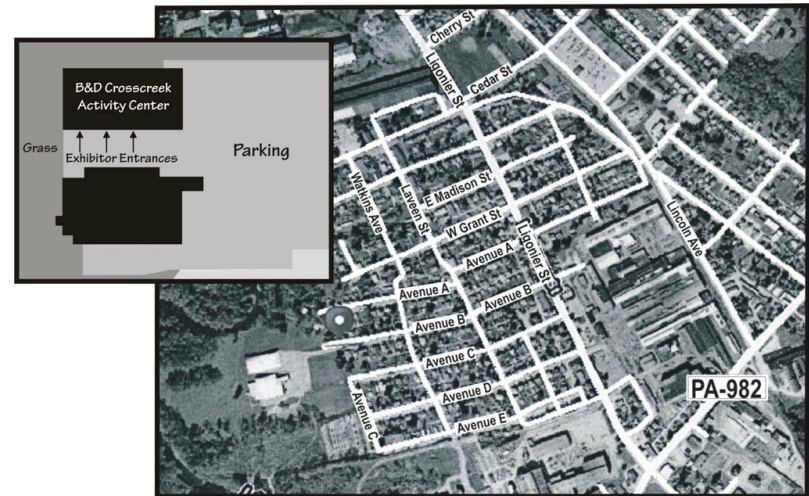 B&D Crosscreek
Activity Center
Grass
Exhibitor Entrances
Parking
Cherry St
Ligonier St
Cedar St
Watkins Ave
Laveen St
E Madison St
W Grant St
Ligonier St
Lincoln Ave
Avenue A
Avenue A
Avenue B
Avenue B
Avenue C
Avenue D
Avenue C
Avenue E
PA-982